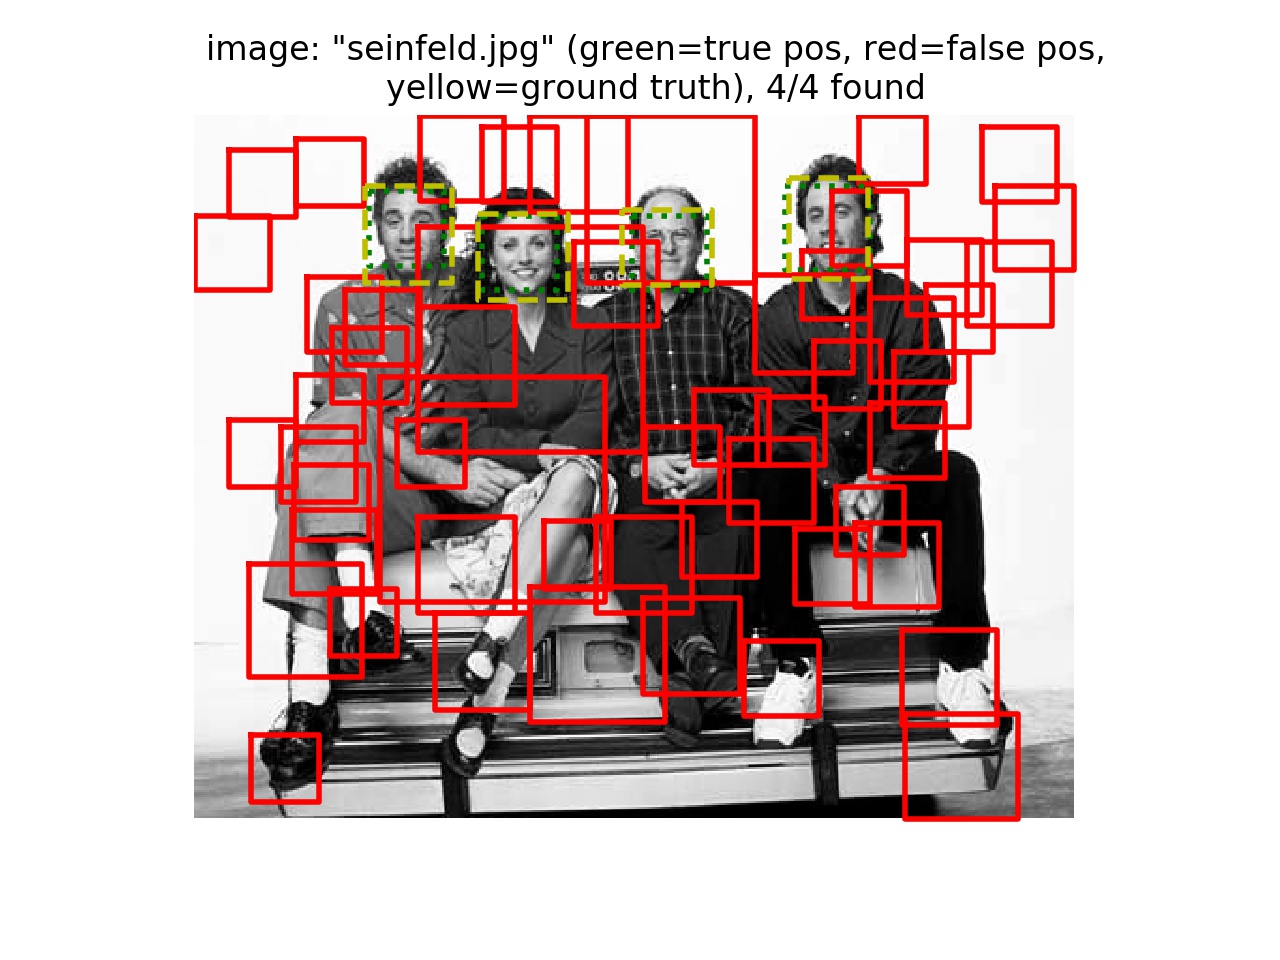 image: "seinfeld.jpg" (green=true pos, red=false pos,
yellow=ground truth), 4/4 found